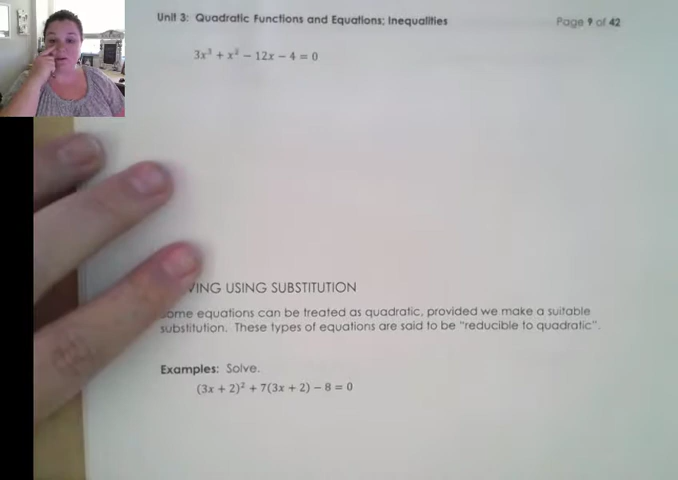 Unit 3: Quadratic Functions and Equations; Inequalities
Page 9 of 42
3x³ + x² − 12x − 4 = 0
VING USING SUBSTITUTION
Some equations can be treated as quadratic, provided we make a suitable
substitution. These types of equations are said to be "reducible to quadratic".
Examples: Solve.
(3x + 2)² + 7(3x + 2) − 8 = 0